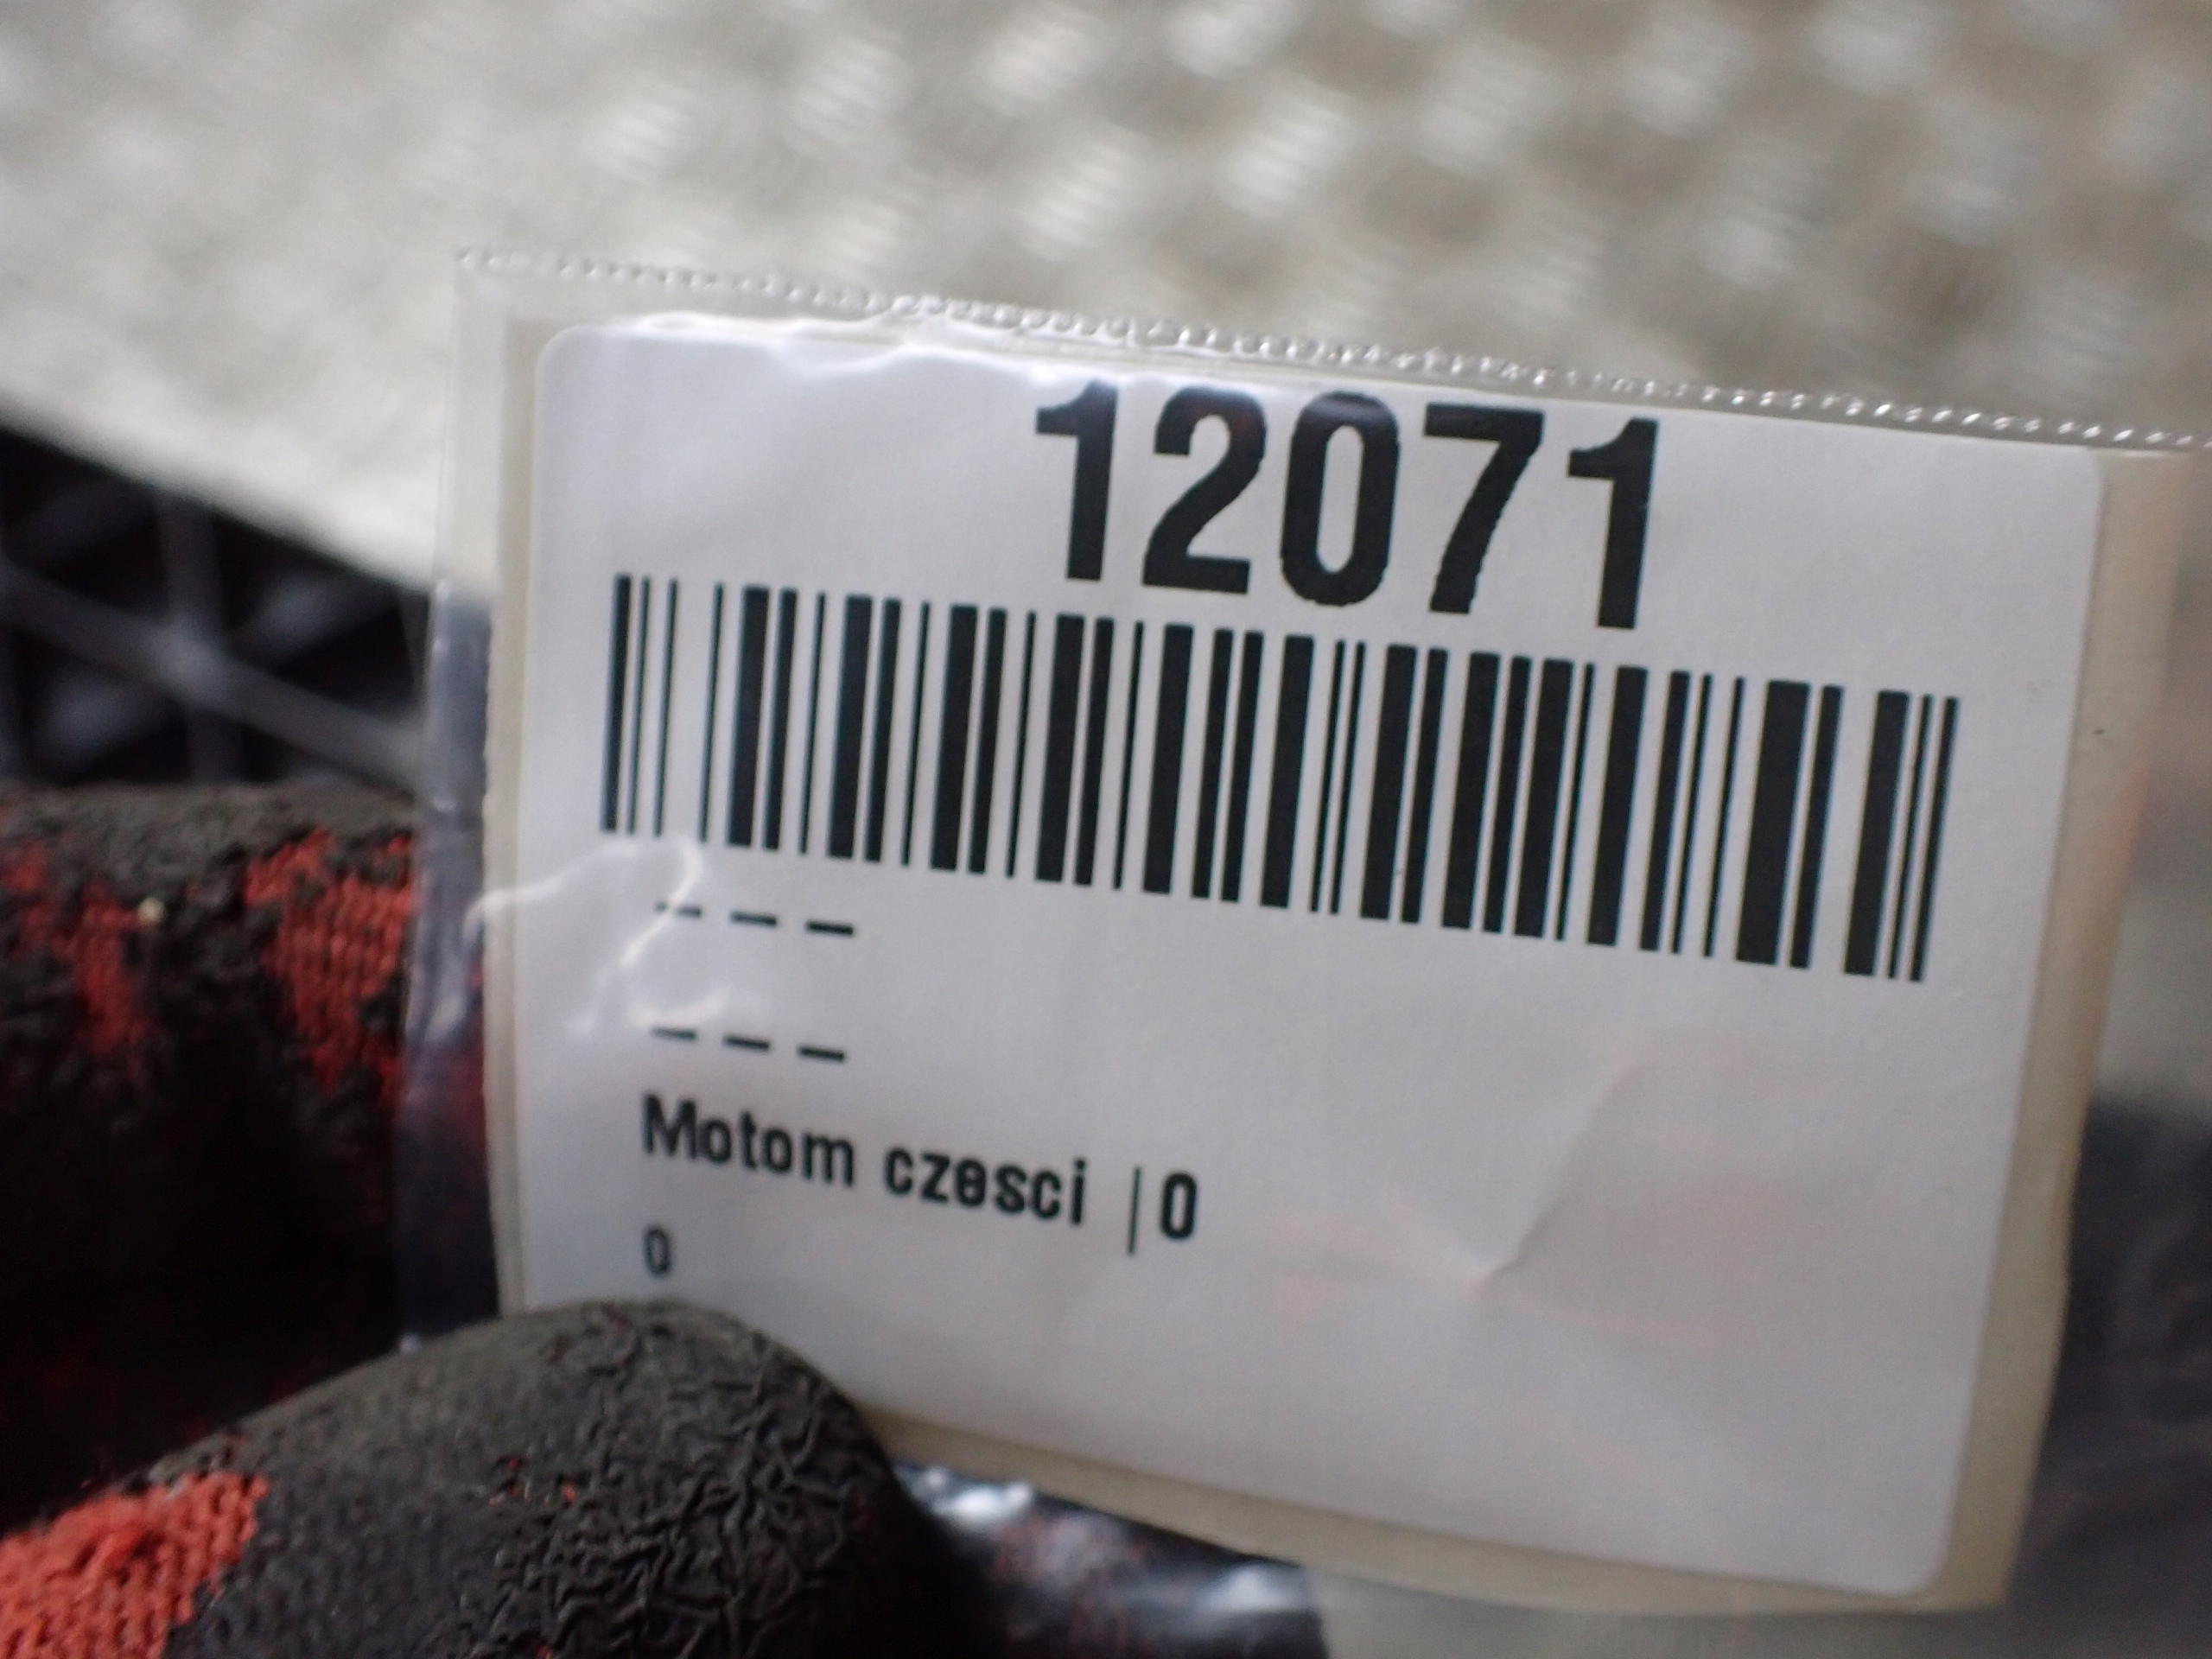 12071
---
---
Motom czesci |0
0